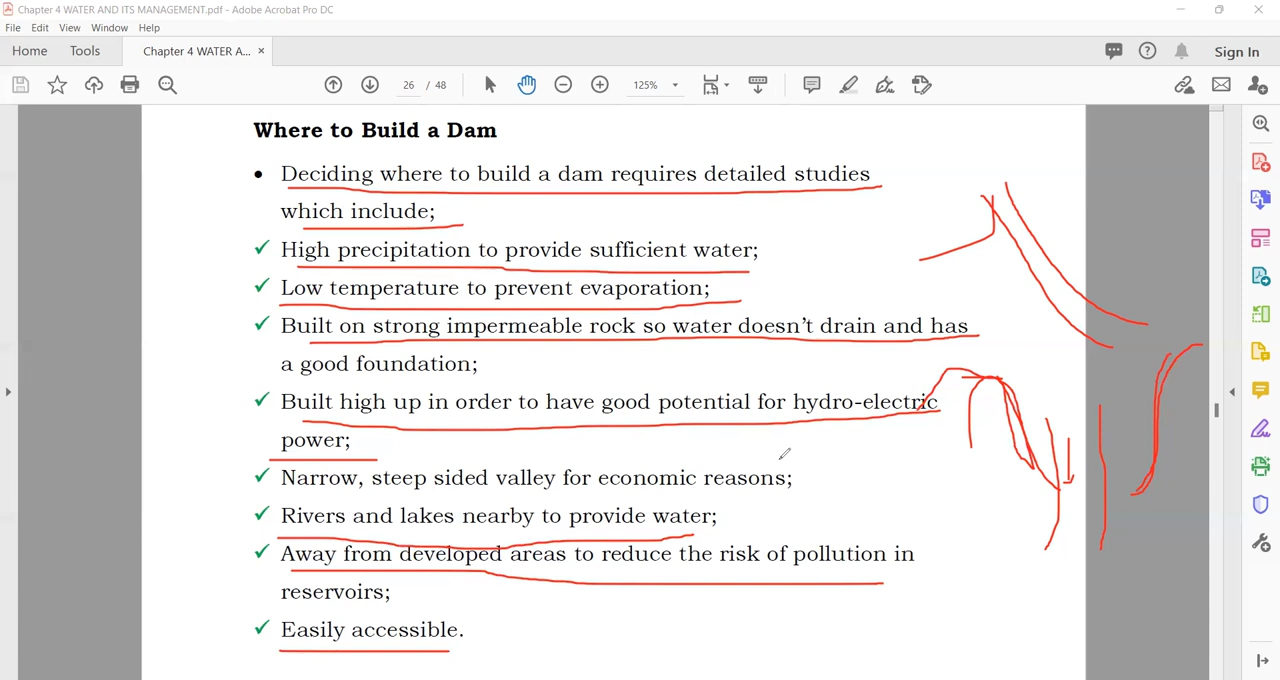 Chapter 4 WATER AND ITS MANAGEMENT.pdf - Adobe Acrobat Pro DC
File Edit View Window Help
Home Tools Chapter 4 WATER A... × Sign In
26 / 48 125%
Where to Build a Dam
• Deciding where to build a dam requires detailed studies
which include;
✓ High precipitation to provide sufficient water;
✓ Low temperature to prevent evaporation;
✓ Built on strong impermeable rock so water doesn't drain and has
a good foundation;
✓ Built high up in order to have good potential for hydro-electric
power;
✓ Narrow, steep sided valley for economic reasons;
✓ Rivers and lakes nearby to provide water;
✓ Away from developed areas to reduce the risk of pollution in
reservoirs;
✓ Easily accessible.